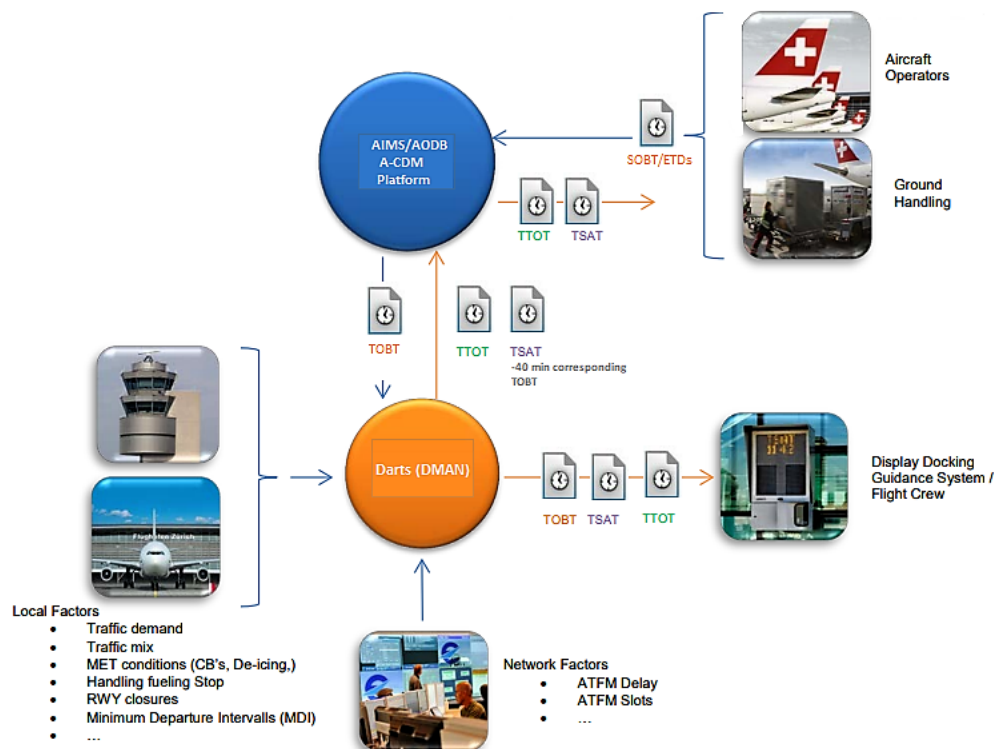 Aircraft
Operators
AIMS/AODB
A-CDM
Platform
SOBT/ETDs
Ground
Handling
TTOT TSAT
TOBT
TTOT TSAT
-40 min corresponding
TOBT
Darts (DMAN)
TOBT TSAT TTOT
TSAT
1142
Display Docking
Guidance System /
Flight Crew
Flughafen Zürich
Local Factors
• Traffic demand
• Traffic mix
• MET conditions (CB's, De-icing,)
• Handling fueling Stop
• RWY closures
• Minimum Departure Intervalls (MDI)
• ...
Network Factors
• ATFM Delay
• ATFM Slots
• ...